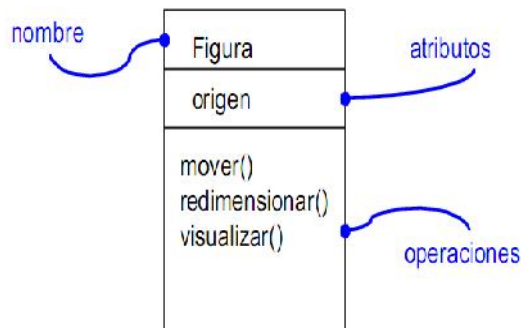 nombre
Figura
atributos
origen
mover()
redimensionar()
visualizar()
operaciones